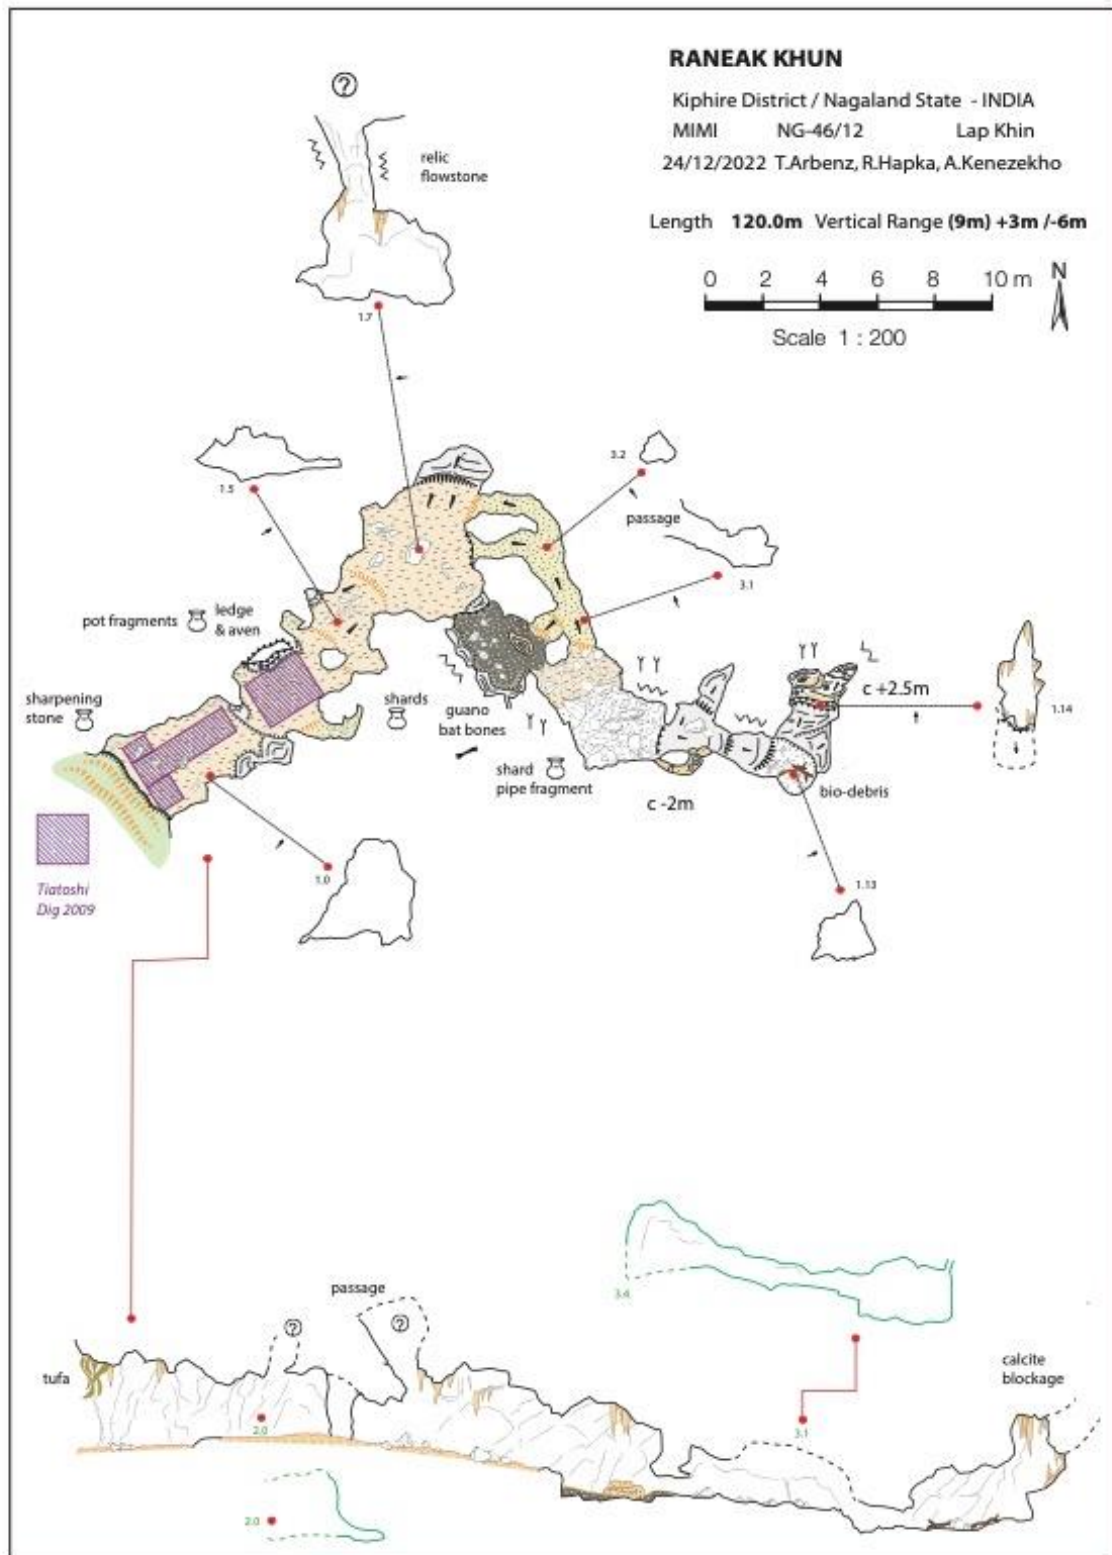 RANEAK KHUN
Kiphire District / Nagaland State - INDIA
MIMI NG-46/12 Lap Khin
24/12/2022 T.Arbenz, R.Hapka, A.Kenezekho
Length 120.0m Vertical Range (9m) +3m /-6m
0 2 4 6 8 10 m N
Scale 1 : 200
?
relic
flowstone
1.7
1.5
3.2
passage
3.1
pot fragments
ledge
& aven
sharpening
stone
shards
guano
bat bones
shard
pipe fragment
c +2.5m
1.14
c -2m
bio-debris
1.13
1.0
Tiatoshi
Dig 2009
3.4
passage
?
?
tufa
2.0
3.1
calcite
blockage
2.0